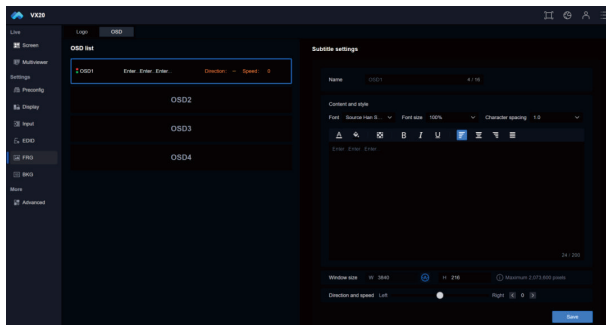 VX20
Live
Logo
OSD
Screen
OSD list
Subtitle settings
Multiviewer
Settings
OSD1
Enter. Enter. Enter.
Direction: – Speed: 0
Name
OSD1
4 / 16
Preconfig
OSD2
Content and style
Display
Font Source Han S... Font size 100% Character spacing 1.0
Input
OSD3
A B I U
EDID
Enter Enter Enter
FRG
OSD4
BKG
More
Advanced
24 / 200
Window size W 3840 H 216 Maximum 2,073,600 pixels
Direction and speed Left Right 0
Save